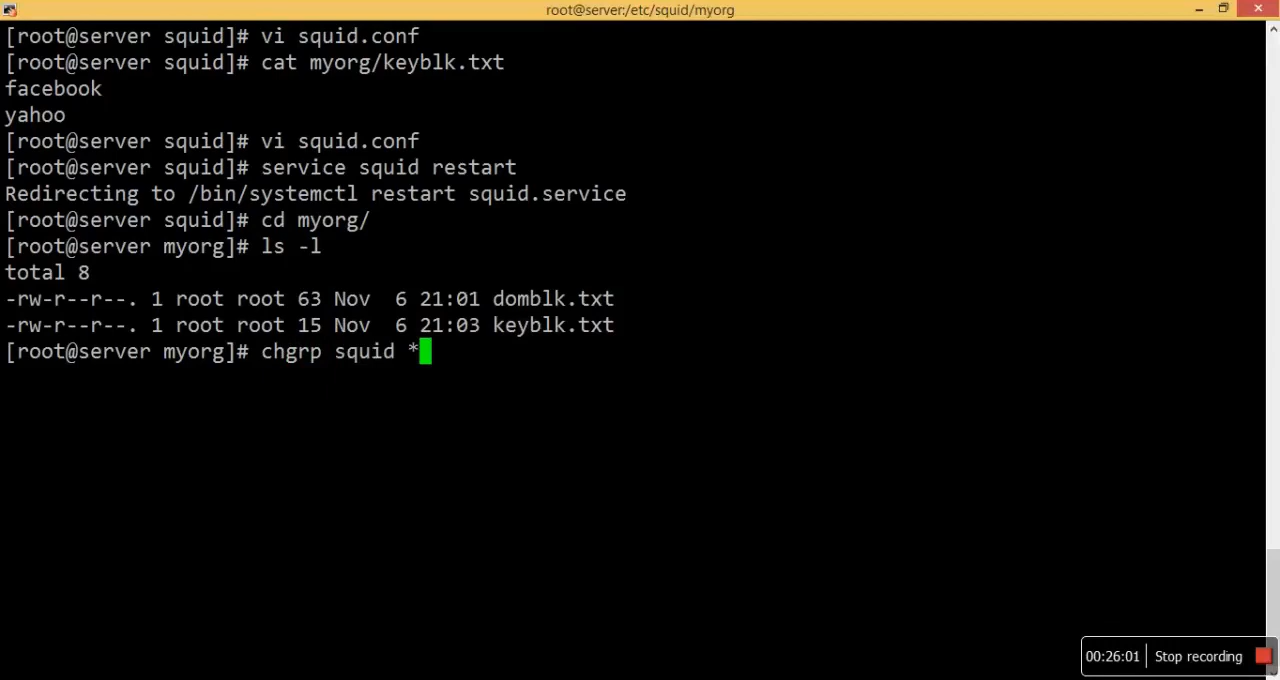 root@server:/etc/squid/myorg
[root@server squid]# vi squid.conf
[root@server squid]# cat myorg/keyblk.txt
facebook
yahoo
[root@server squid]# vi squid.conf
[root@server squid]# service squid restart
Redirecting to /bin/systemctl restart squid.service
[root@server squid]# cd myorg/
[root@server myorg]# ls -l
total 8
-rw-r--r--. 1 root root 63 Nov  6 21:01 domblk.txt
-rw-r--r--. 1 root root 15 Nov  6 21:03 keyblk.txt
[root@server myorg]# chgrp squid *
00:26:01 Stop recording